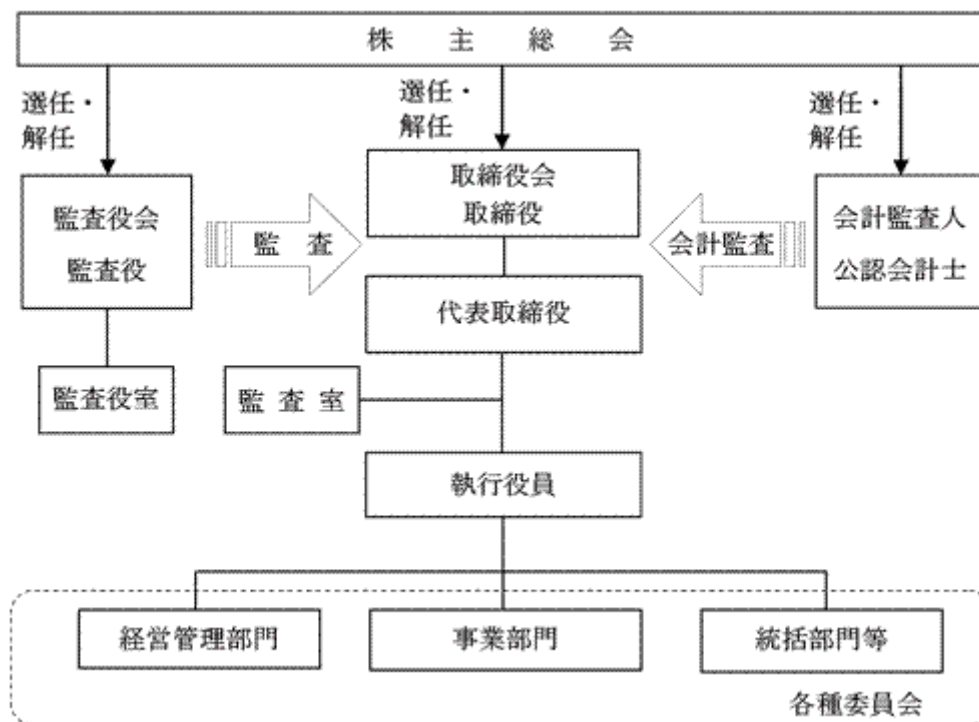 株主総会
選任・
解任
選任・
解任
選任・
解任
監査役会
監査役
監査
取締役会
取締役
会計監査
会計監査人
公認会計士
代表取締役
監査役室
監査室
執行役員
経営管理部門
事業部門
統括部門等
各種委員会